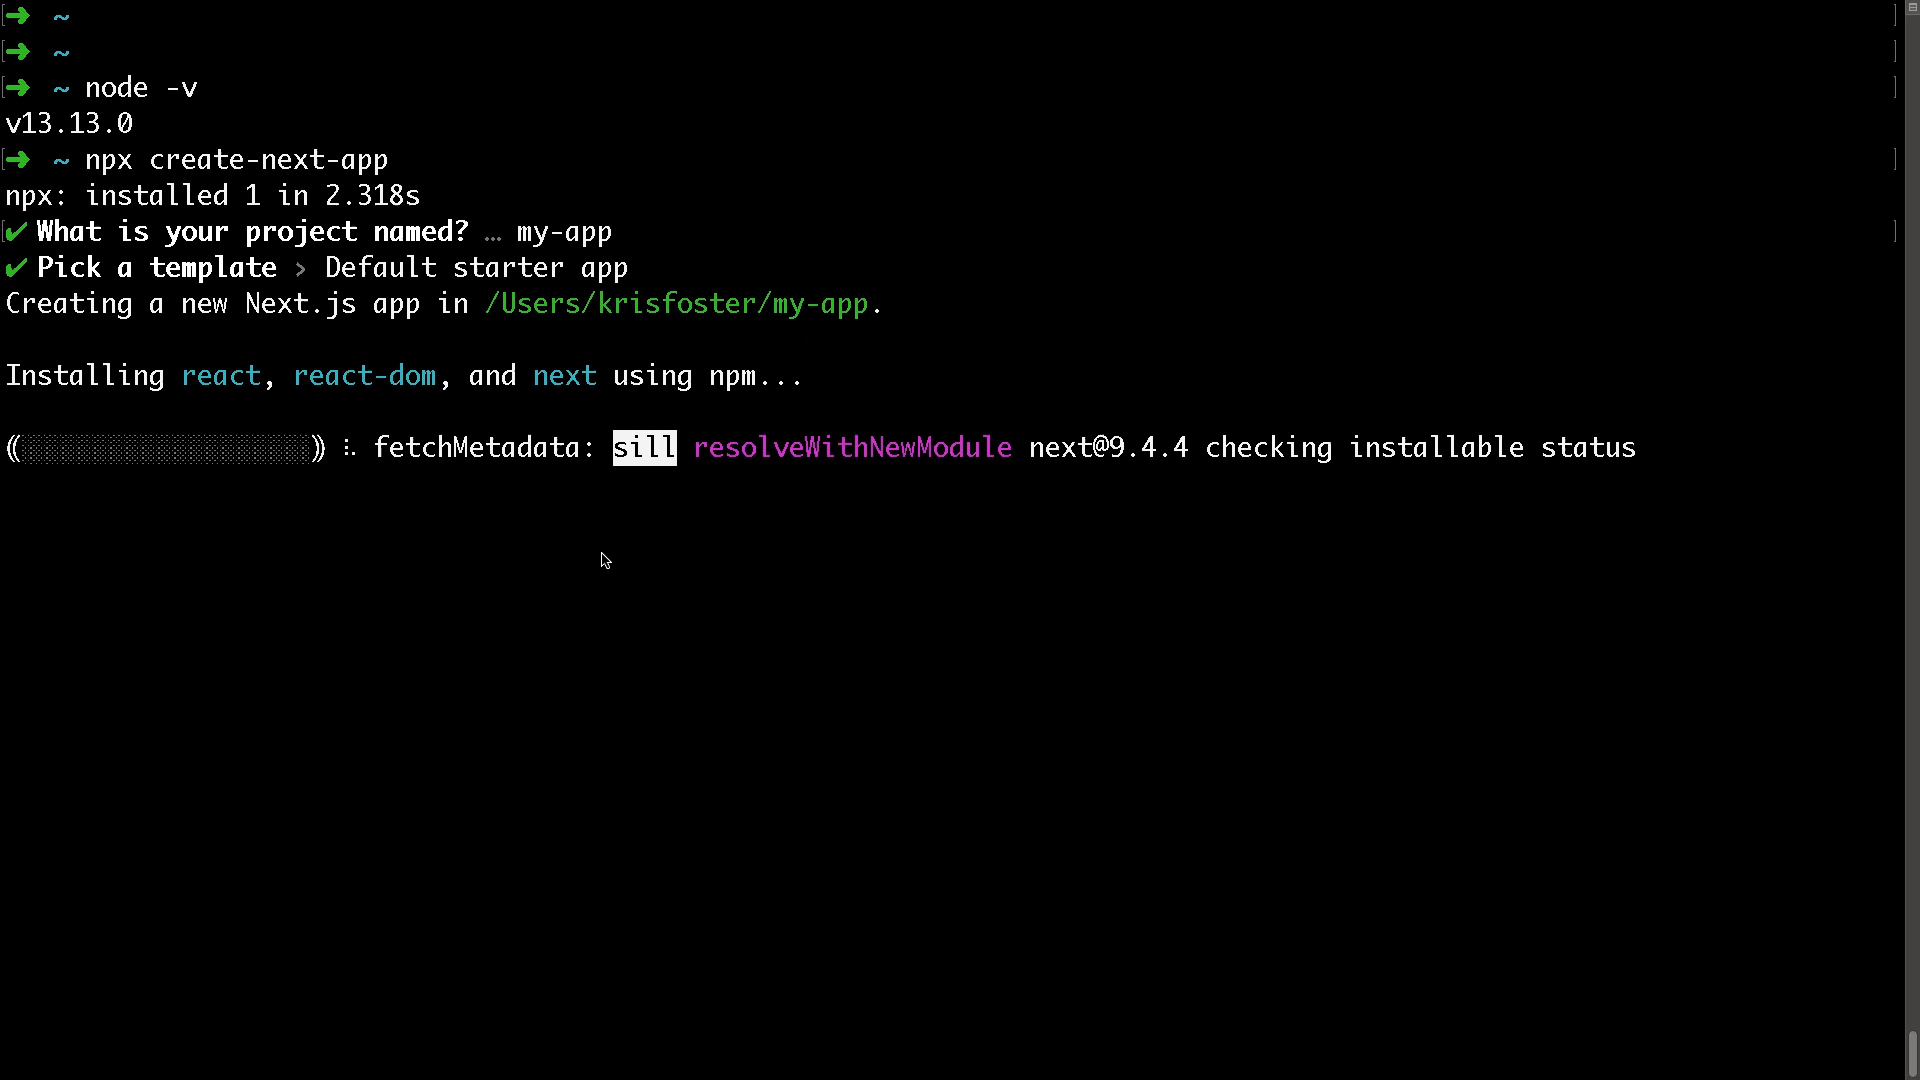 ➜ ~
➜ ~
➜ ~ node -v
v13.13.0
➜ ~ npx create-next-app
npx: installed 1 in 2.318s
✔ What is your project named? … my-app
✔ Pick a template › Default starter app
Creating a new Next.js app in /Users/krisfoster/my-app.
Installing react, react-dom, and next using npm...
(░░░░░░░░░░░░░░░░░░) ⠦ fetchMetadata: sill resolveWithNewModule next@9.4.4 checking installable status